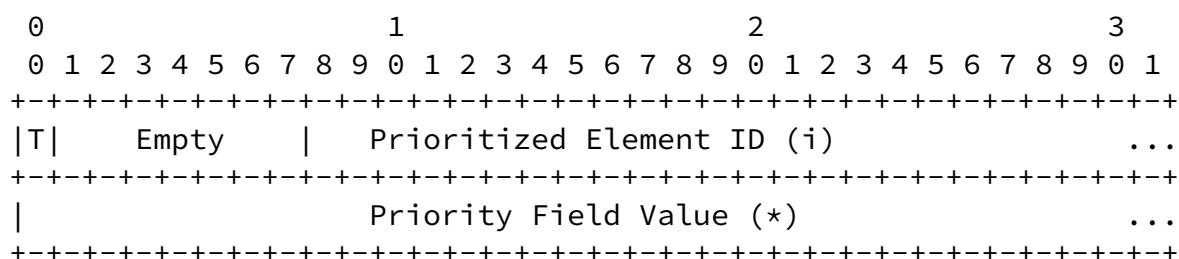 0                   1                   2                   3
 0 1 2 3 4 5 6 7 8 9 0 1 2 3 4 5 6 7 8 9 0 1 2 3 4 5 6 7 8 9 0 1
+-+-+-+-+-+-+-+-+-+-+-+-+-+-+-+-+-+-+-+-+-+-+-+-+-+-+-+-+-+-+-+-+
|T|    Empty    |   Prioritized Element ID (i)                ...
+-+-+-+-+-+-+-+-+-+-+-+-+-+-+-+-+-+-+-+-+-+-+-+-+-+-+-+-+-+-+-+-+
|                   Priority Field Value (*)                  ...
+-+-+-+-+-+-+-+-+-+-+-+-+-+-+-+-+-+-+-+-+-+-+-+-+-+-+-+-+-+-+-+-+